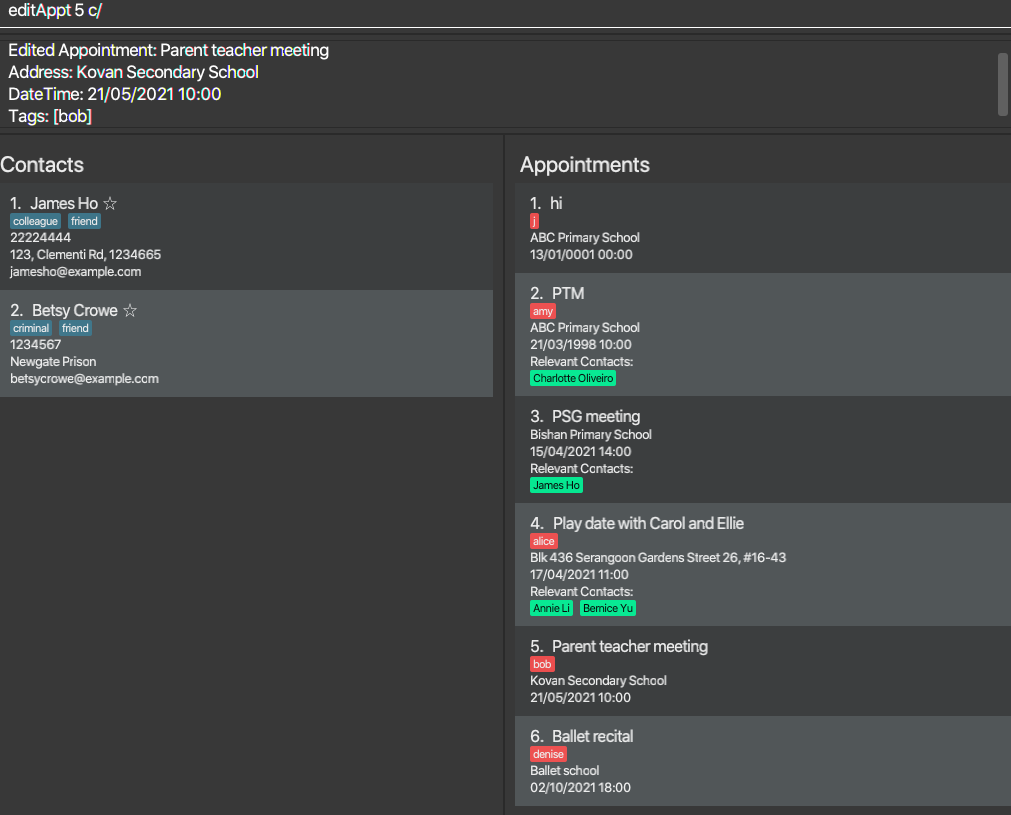 editAppt 5 c/
Edited Appointment: Parent teacher meeting
Address: Kovan Secondary School
DateTime: 21/05/2021 10:00
Tags: [bob]
Contacts
1. James Ho ☆
colleague friend
22224444
123, Clementi Rd, 1234665
jamesho@example.com
2. Betsy Crowe ☆
criminal friend
1234567
Newgate Prison
betsycrowe@example.com
Appointments
1. hi
j
ABC Primary School
13/01/0001 00:00
2. PTM
amy
ABC Primary School
21/03/1998 10:00
Relevant Contacts:
Charlotte Oliveiro
3. PSG meeting
Bishan Primary School
15/04/2021 14:00
Relevant Contacts:
James Ho
4. Play date with Carol and Ellie
alice
Blk 436 Serangoon Gardens Street 26, #16-43
17/04/2021 11:00
Relevant Contacts:
Annie Li Bernice Yu
5. Parent teacher meeting
bob
Kovan Secondary School
21/05/2021 10:00
6. Ballet recital
denise
Ballet school
02/10/2021 18:00